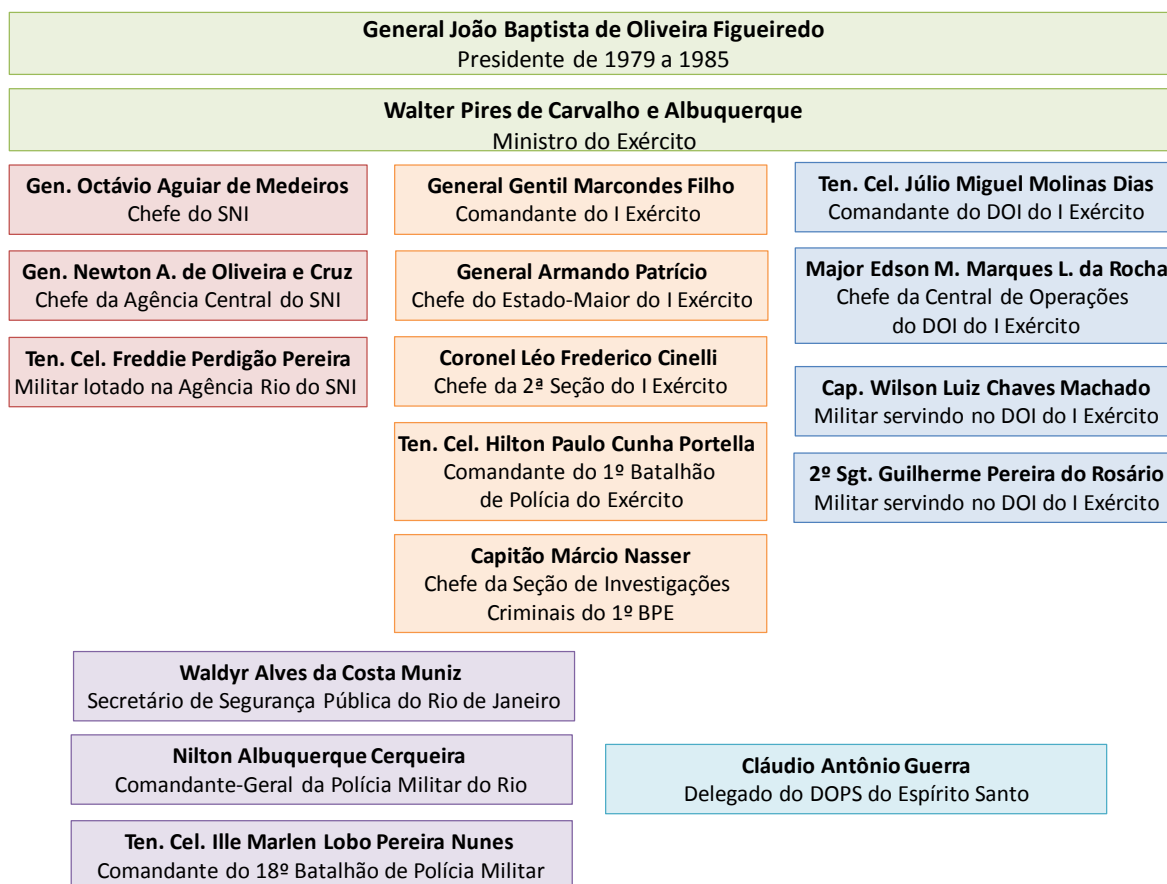 General João Baptista de Oliveira Figueiredo
Presidente de 1979 a 1985
Walter Pires de Carvalho e Albuquerque
Ministro do Exército
Gen. Octávio Aguiar de Medeiros
Chefe do SNI
Gen. Newton A. de Oliveira e Cruz
Chefe da Agência Central do SNI
Ten. Cel. Freddie Perdigão Pereira
Militar lotado na Agência Rio do SNI
General Gentil Marcondes Filho
Comandante do I Exército
General Armando Patrício
Chefe do Estado-Maior do I Exército
Coronel Léo Frederico Cinelli
Chefe da 2ª Seção do I Exército
Ten. Cel. Hilton Paulo Cunha Portella
Comandante do 1º Batalhão
de Polícia do Exército
Capitão Márcio Nasser
Chefe da Seção de Investigações
Criminais do 1º BPE
Ten. Cel. Júlio Miguel Molinas Dias
Comandante do DOI do I Exército
Major Edson M. Marques L. da Rocha
Chefe da Central de Operações
do DOI do I Exército
Cap. Wilson Luiz Chaves Machado
Militar servindo no DOI do I Exército
2º Sgt. Guilherme Pereira do Rosário
Militar servindo no DOI do I Exército
Waldyr Alves da Costa Muniz
Secretário de Segurança Pública do Rio de Janeiro
Nilton Albuquerque Cerqueira
Comandante-Geral da Polícia Militar do Rio
Ten. Cel. Ille Marlen Lobo Pereira Nunes
Comandante do 18º Batalhão de Polícia Militar
Cláudio Antônio Guerra
Delegado do DOPS do Espírito Santo